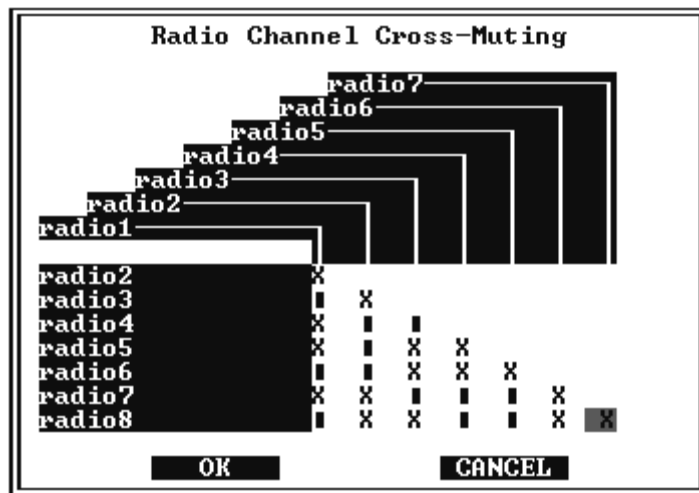 Radio Channel Cross-Muting
radio7
radio6
radio5
radio4
radio3
radio2
radio1
radio2 X
radio3 ▮ X
radio4 X ▮ ▮
radio5 X ▮ X X
radio6 ▮ ▮ X X X
radio7 X X ▮ ▮ ▮ X
radio8 ▮ X X ▮ ▮ X X
OK CANCEL